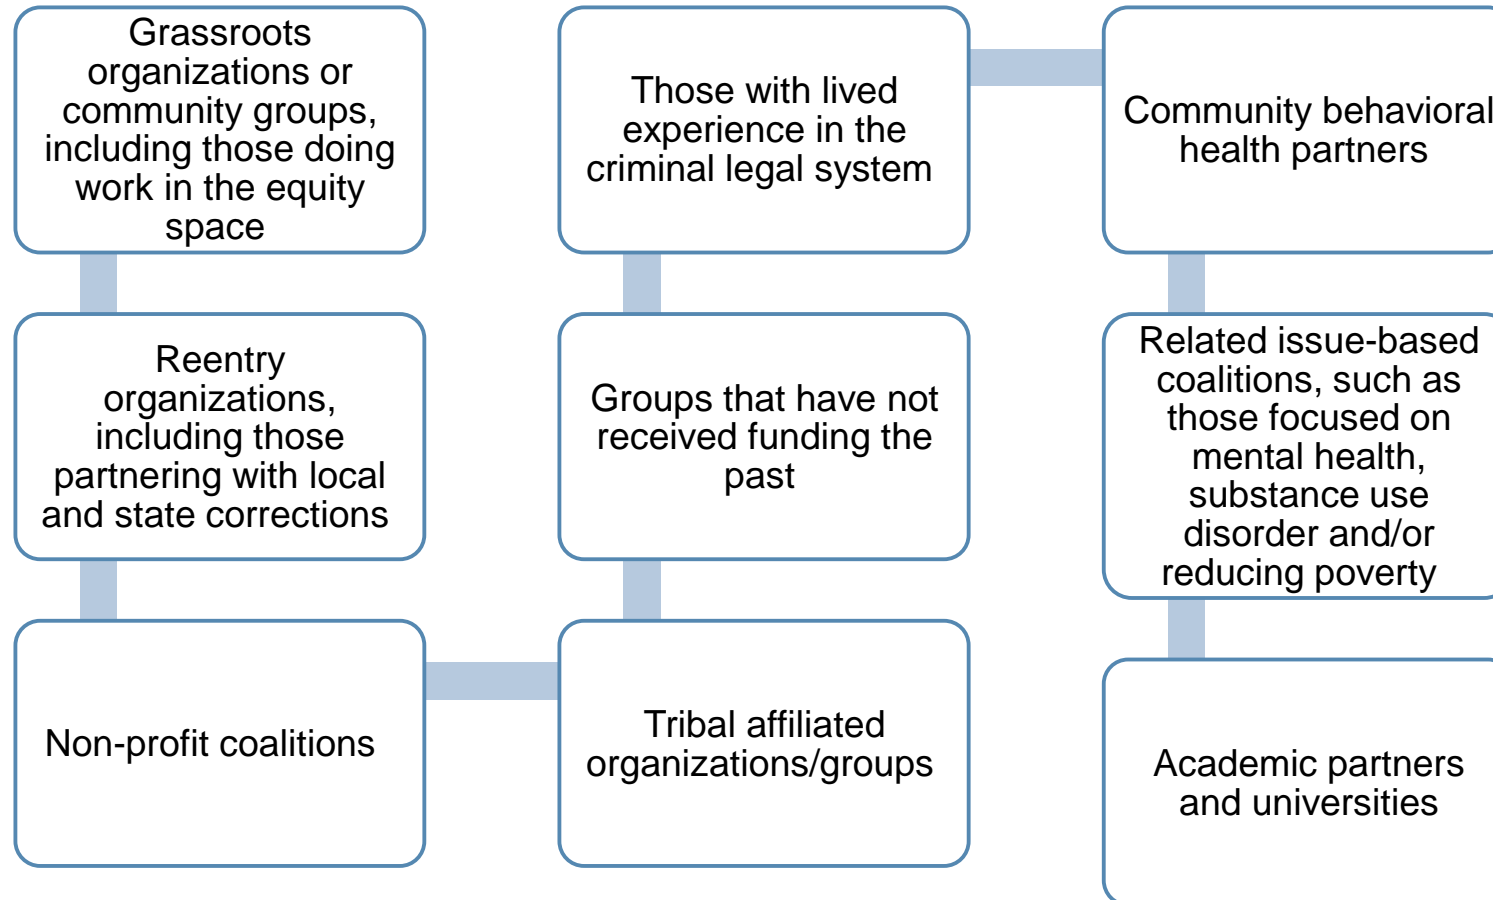 Grassroots
organizations or
community groups,
including those doing
work in the equity
space
Reentry
organizations,
including those
partnering with local
and state corrections
Non-profit coalitions
Tribal affiliated
organizations/groups
Groups that have not
received funding the
past
Those with lived
experience in the
criminal legal system
Community behavioral
health partners
Related issue-based
coalitions, such as
those focused on
mental health,
substance use
disorder and/or
reducing poverty
Academic partners
and universities